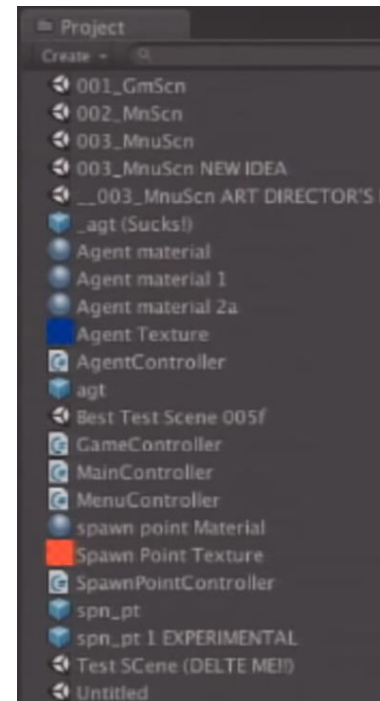 Project
Create
001_GmScn
002_MnScn
003_MnuScn
003_MnuScn NEW IDEA
__003_MnuScn ART DIRECTOR'S
_agt (Sucks!)
Agent material
Agent material 1
Agent material 2a
Agent Texture
AgentController
agt
Best Test Scene 005f
GameController
MainController
MenuController
spawn point Material
Spawn Point Texture
SpawnPointController
spn_pt
spn_pt 1 EXPERIMENTAL
Test SCene (DELTE ME!!)
Untitled